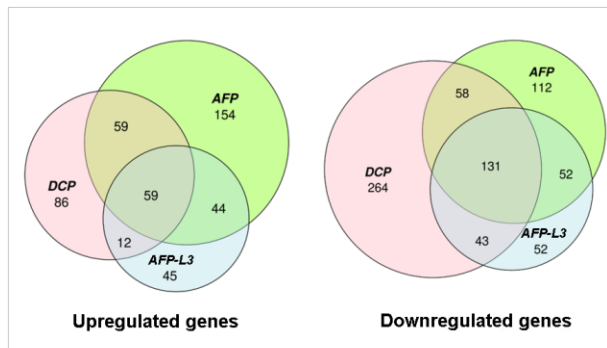 AFP
154
59
DCP
86
59
44
12
AFP-L3
45
Upregulated genes
AFP
112
58
DCP
264
131
52
43
AFP-L3
52
Downregulated genes